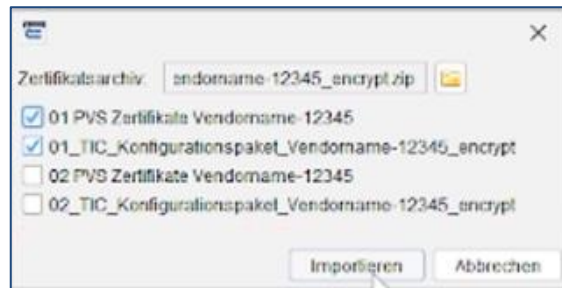 Zertifikatsarchiv: endorname-12345_encrypt.zip
01 PVS Zertifikate Vendorname-12345
01_TIC_Konfigurationspaket_Vendorname-12345_encrypt
02 PVS Zertifikate Vendorname-12345
02_TIC_Konfigurationspaket_Vendorname-12345_encrypt
Importieren Abbrechen